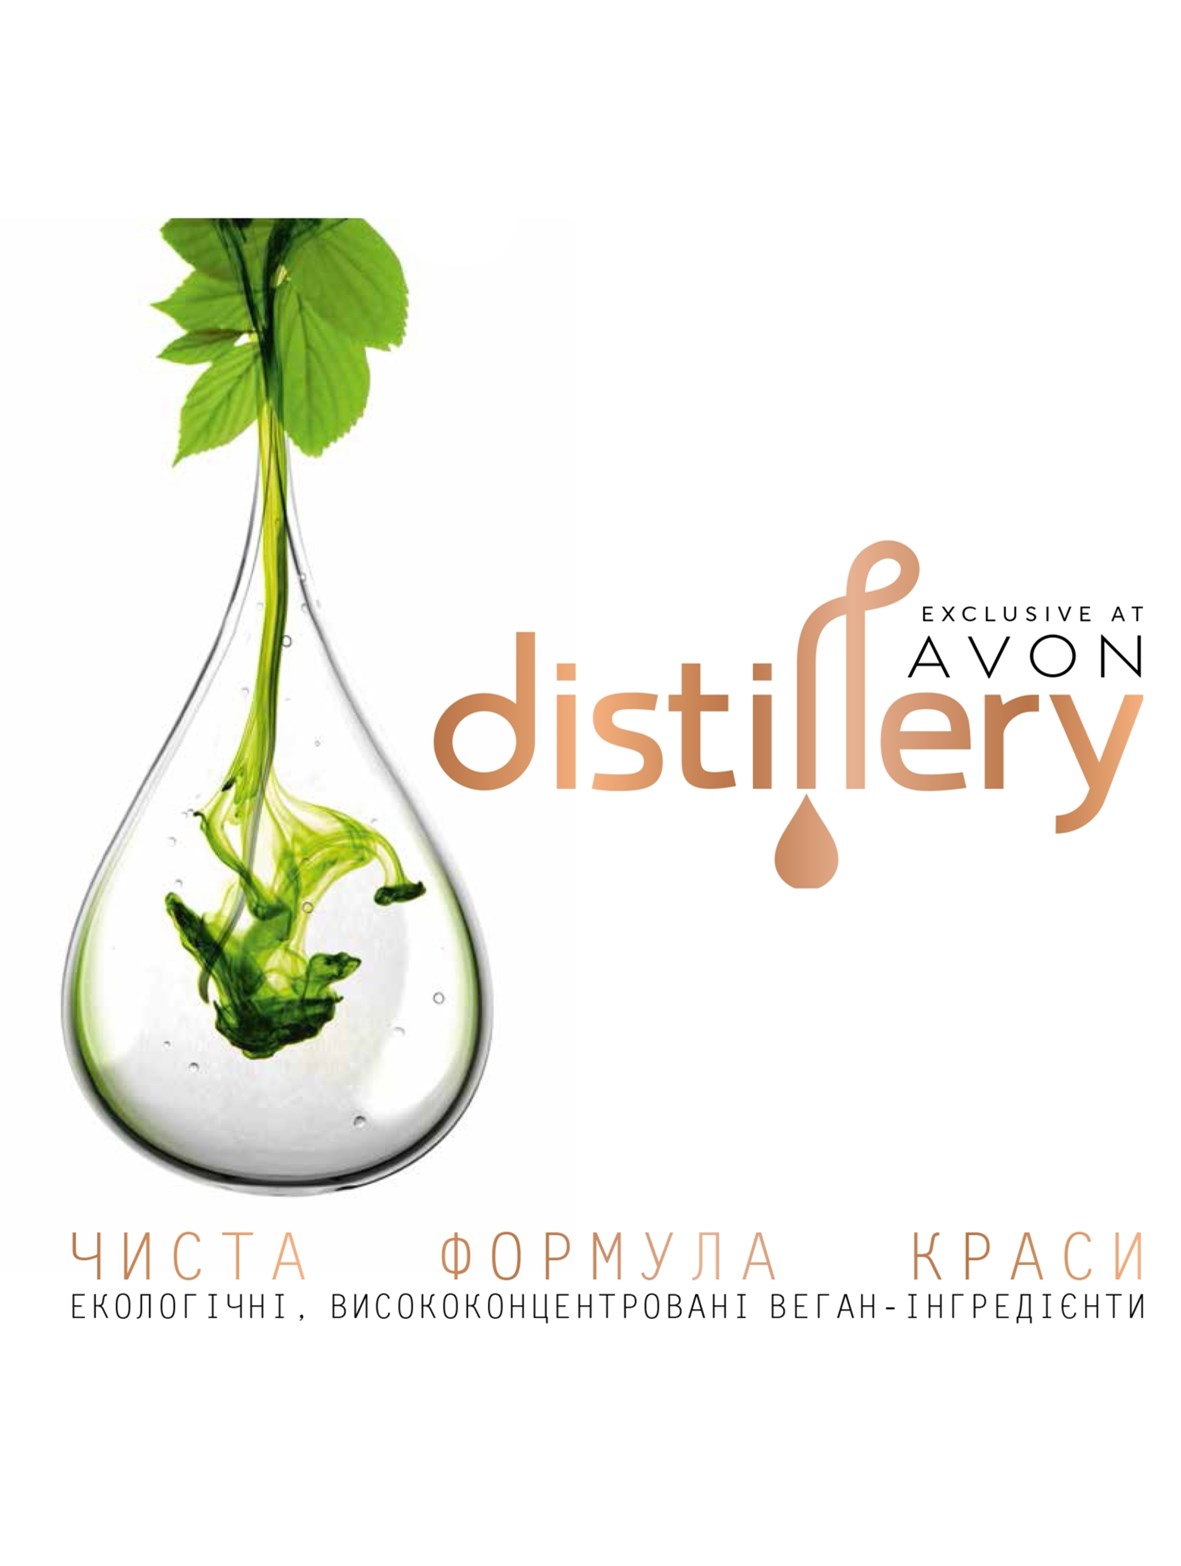 EXCLUSIVE AT
AVON
distillery
ЧИСТА ФОРМУЛА КРАСИ
ЕКОЛОГІЧНІ, ВИСОКОКОНЦЕНТРОВАНІ ВЕГАН-ІНГРЕДІЄНТИ